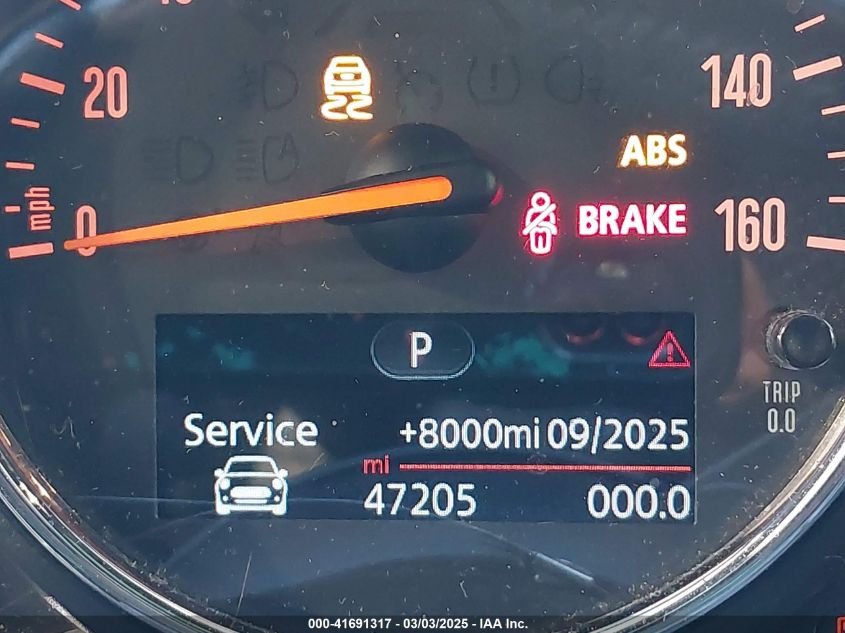 20
140
ABS
mph
0
BRAKE
160
P
TRIP
0.0
Service
+8000mi 09/2025
mi
47205
000.0
000-41691317 - 03/03/2025 - IAA Inc.